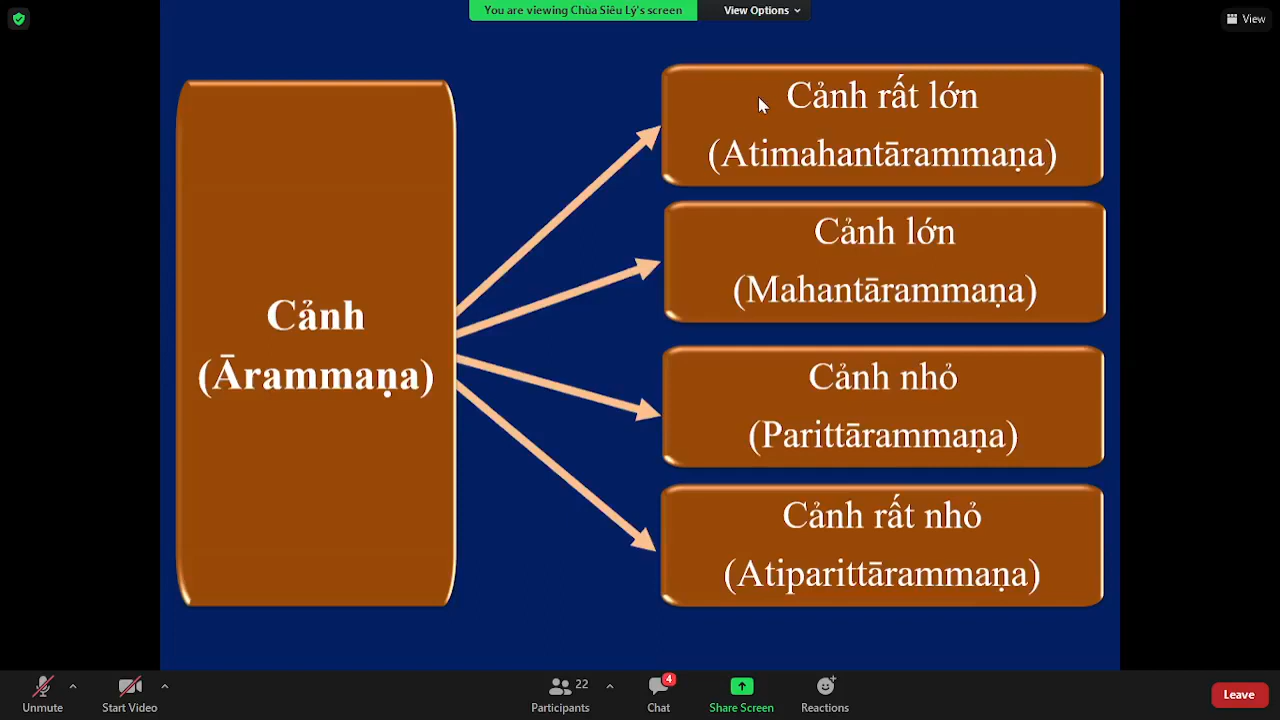 You are viewing Chùa Siêu Lý's screen
View Options
View
Cảnh
(Ārammaṇa)
Cảnh rất lớn
(Atimahantārammaṇa)
Cảnh lớn
(Mahantārammaṇa)
Cảnh nhỏ
(Parittārammaṇa)
Cảnh rất nhỏ
(Atiparittārammaṇa)
Unmute
Start Video
22
Participants
4
Chat
Share Screen
Reactions
Leave